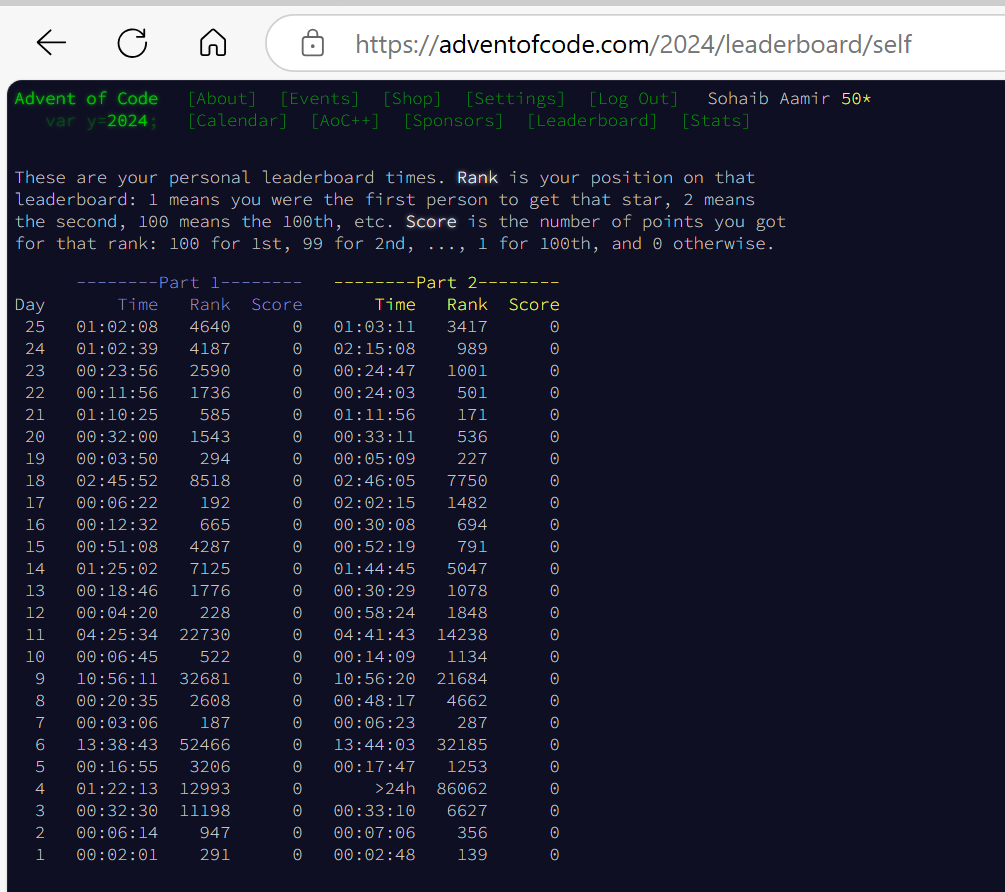 https://adventofcode.com/2024/leaderboard/self
Advent of Code [About] [Events] [Shop] [Settings] [Log Out] Sohaib Aamir 50*
var y=2024; [Calendar] [AoC++] [Sponsors] [Leaderboard] [Stats]
These are your personal leaderboard times. Rank is your position on that
leaderboard: 1 means you were the first person to get that star, 2 means
the second, 100 means the 100th, etc. Score is the number of points you got
for that rank: 100 for 1st, 99 for 2nd, ..., 1 for 100th, and 0 otherwise.
--------Part 1-------- --------Part 2--------
Day Time Rank Score Time Rank Score
25 01:02:08 4640 0 01:03:11 3417 0
24 01:02:39 4187 0 02:15:08 989 0
23 00:23:56 2590 0 00:24:47 1001 0
22 00:11:56 1736 0 00:24:03 501 0
21 01:10:25 585 0 01:11:56 171 0
20 00:32:00 1543 0 00:33:11 536 0
19 00:03:50 294 0 00:05:09 227 0
18 02:45:52 8518 0 02:46:05 7750 0
17 00:06:22 192 0 02:02:15 1482 0
16 00:12:32 665 0 00:30:08 694 0
15 00:51:08 4287 0 00:52:19 791 0
14 01:25:02 7125 0 01:44:45 5047 0
13 00:18:46 1776 0 00:30:29 1078 0
12 00:04:20 228 0 00:58:24 1848 0
11 04:25:34 22730 0 04:41:43 14238 0
10 00:06:45 522 0 00:14:09 1134 0
9 10:56:11 32681 0 10:56:20 21684 0
8 00:20:35 2608 0 00:48:17 4662 0
7 00:03:06 187 0 00:06:23 287 0
6 13:38:43 52466 0 13:44:03 32185 0
5 00:16:55 3206 0 00:17:47 1253 0
4 01:22:13 12993 0 >24h 86062 0
3 00:32:30 11198 0 00:33:10 6627 0
2 00:06:14 947 0 00:07:06 356 0
1 00:02:01 291 0 00:02:48 139 0